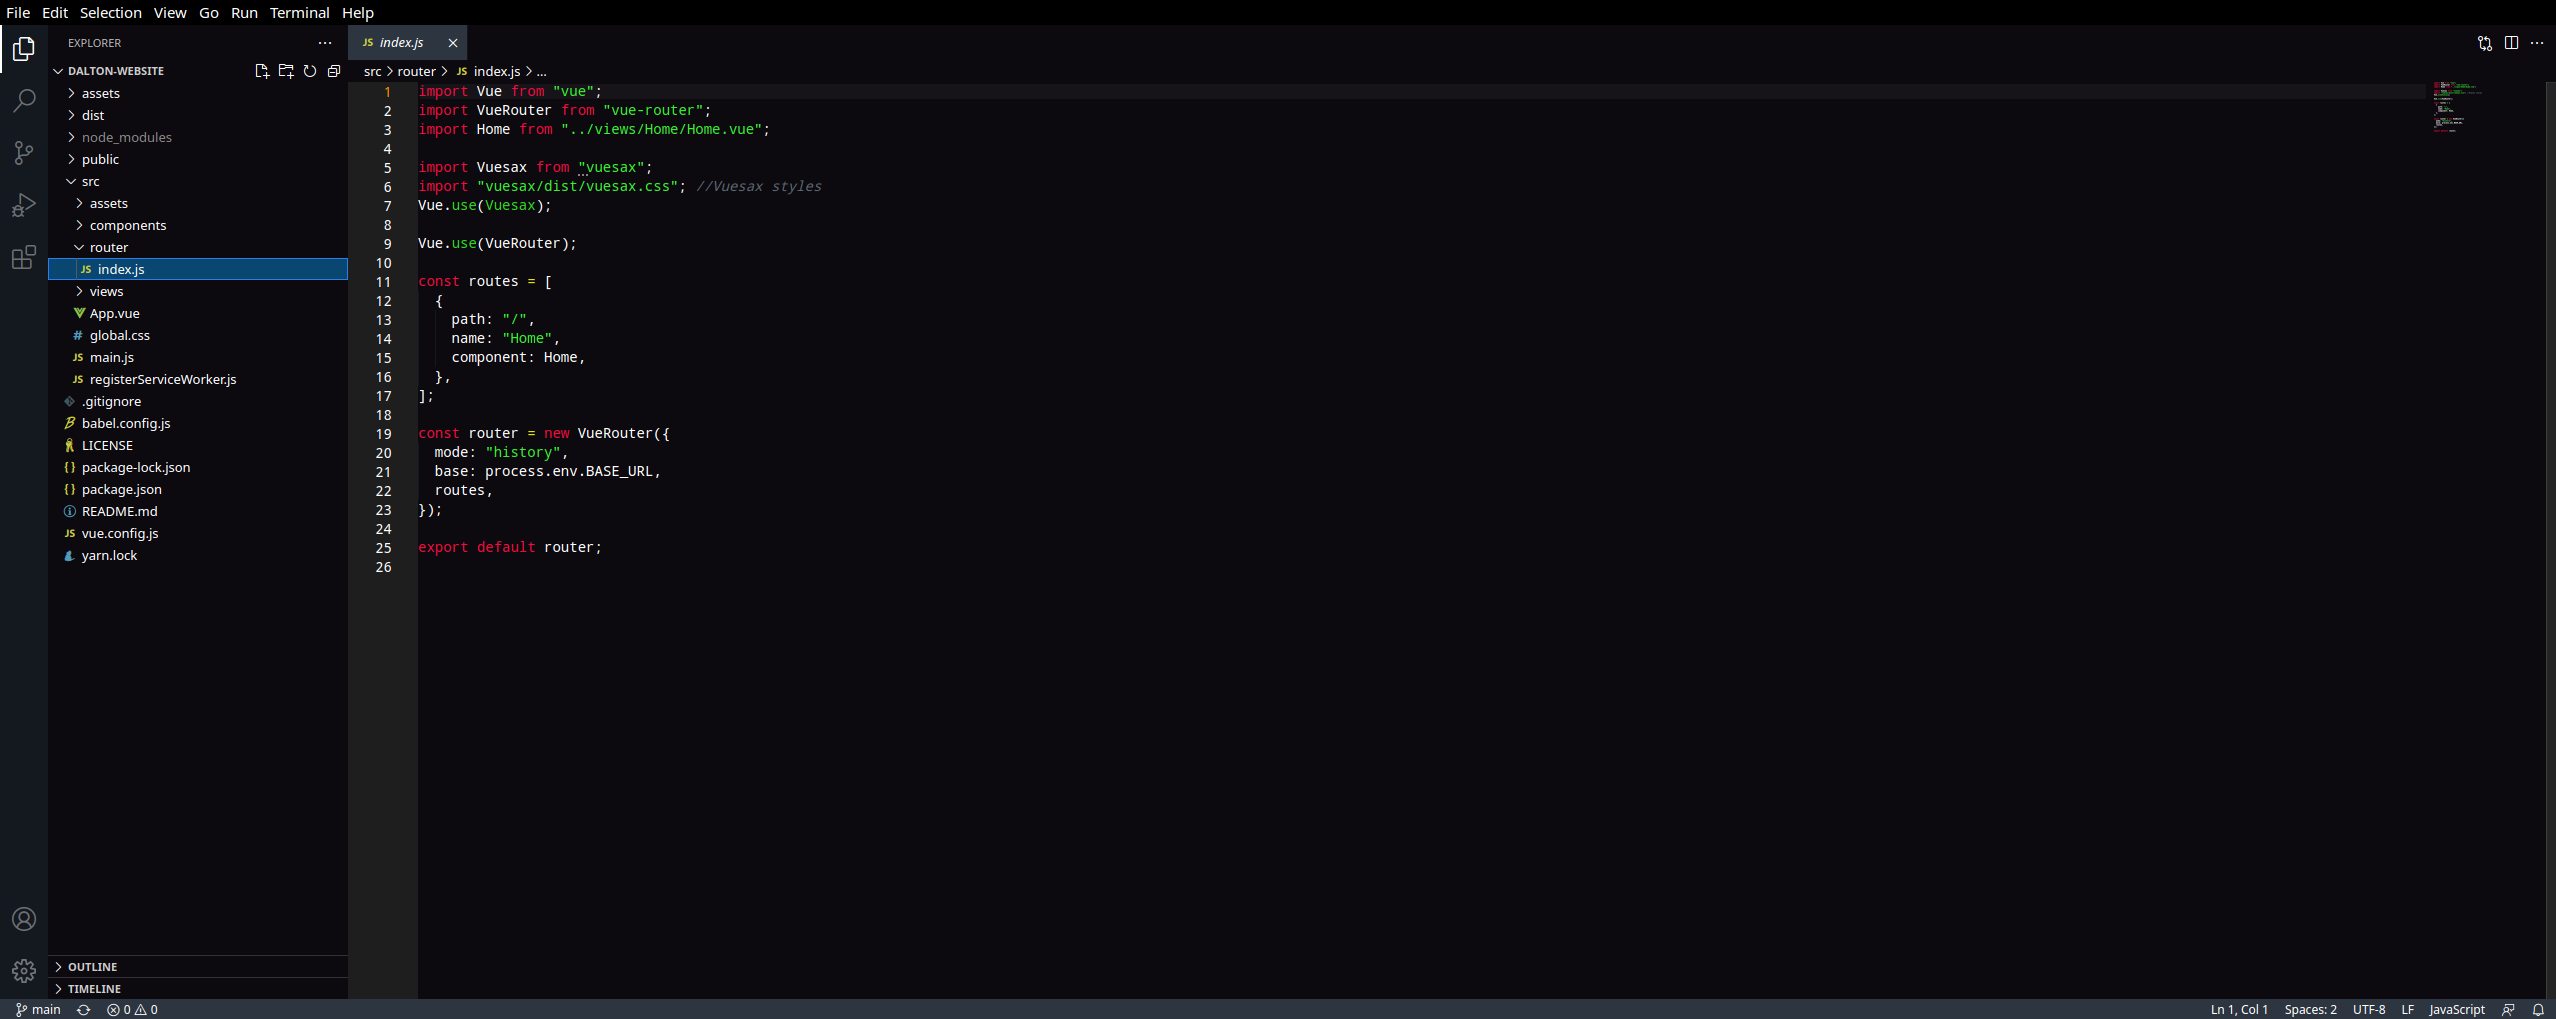 File Edit Selection View Go Run Terminal Help
EXPLORER
DALTON-WEBSITE
assets
dist
node_modules
public
src
assets
components
router
JS index.js
views
App.vue
# global.css
JS main.js
JS registerServiceWorker.js
.gitignore
babel.config.js
LICENSE
{} package-lock.json
{} package.json
README.md
JS vue.config.js
yarn.lock
OUTLINE
TIMELINE
JS index.js
src > router > JS index.js > ...
1 import Vue from "vue";
2 import VueRouter from "vue-router";
3 import Home from "../views/Home/Home.vue";
4
5 import Vuesax from "vuesax";
6 import "vuesax/dist/vuesax.css"; //Vuesax styles
7 Vue.use(Vuesax);
8
9 Vue.use(VueRouter);
10
11 const routes = [
12   {
13     path: "/",
14     name: "Home",
15     component: Home,
16   },
17 ];
18
19 const router = new VueRouter({
20   mode: "history",
21   base: process.env.BASE_URL,
22   routes,
23 });
24
25 export default router;
26
main 0 0 Ln 1, Col 1 Spaces: 2 UTF-8 LF JavaScript